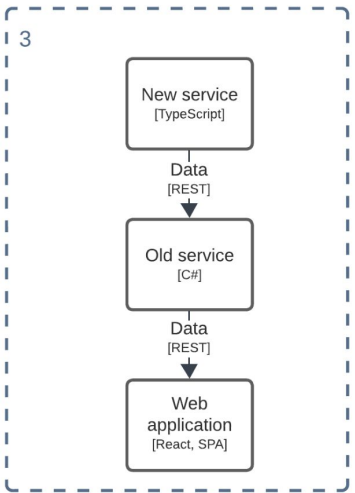 3
New service
[TypeScript]
Data
[REST]
Old service
[C#]
Data
[REST]
Web
application
[React, SPA]